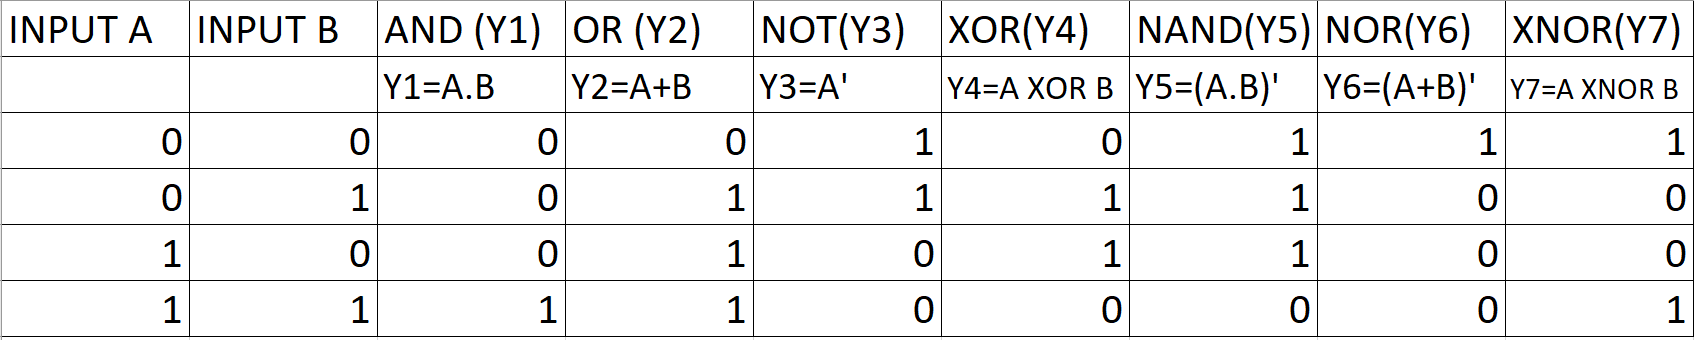 INPUT A INPUT B AND (Y1) OR (Y2) NOT(Y3) XOR(Y4) NAND(Y5) NOR(Y6) XNOR(Y7)
Y1=A.B Y2=A+B Y3=A' Y4=A XOR B Y5=(A.B)' Y6=(A+B)' Y7=A XNOR B
0 0 0 0 1 0 1 1 1
0 1 0 1 1 1 1 0 0
1 0 0 1 0 1 1 0 0
1 1 1 1 0 0 0 0 1